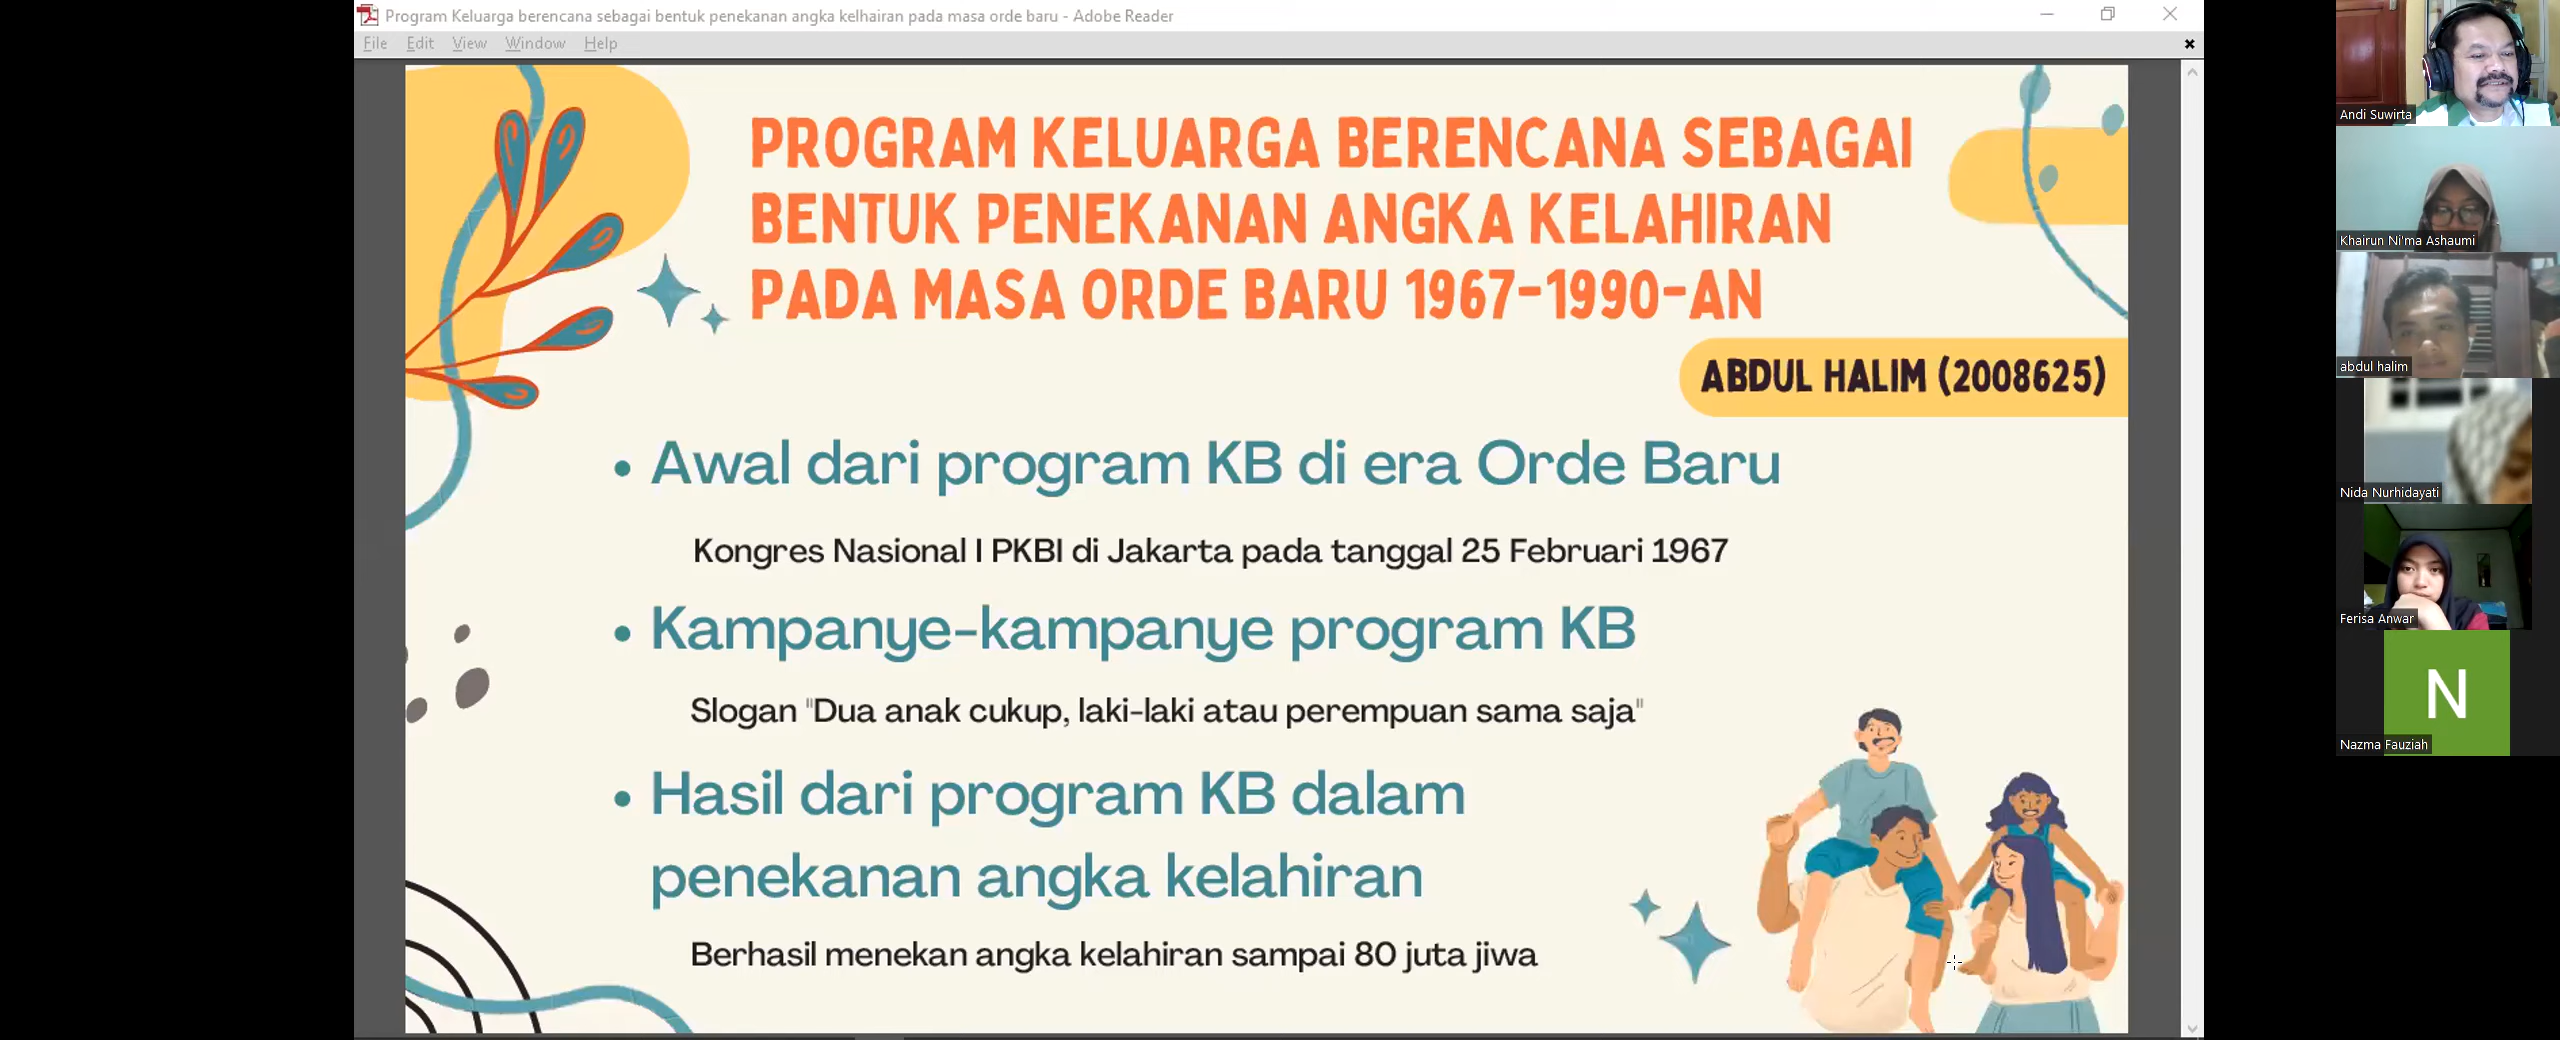 Program Keluarga berencana sebagai bentuk penekanan angka kelhairan pada masa orde baru - Adobe Reader
File Edit View Window Help
PROGRAM KELUARGA BERENCANA SEBAGAI
BENTUK PENEKANAN ANGKA KELAHIRAN
PADA MASA ORDE BARU 1967-1990-AN
ABDUL HALIM (2008625)
• Awal dari program KB di era Orde Baru
Kongres Nasional I PKBI di Jakarta pada tanggal 25 Februari 1967
• Kampanye-kampanye program KB
Slogan "Dua anak cukup, laki-laki atau perempuan sama saja"
• Hasil dari program KB dalam
penekanan angka kelahiran
Berhasil menekan angka kelahiran sampai 80 juta jiwa
Andi Suwirta
Khairun Ni'ma Ashaumi
abdul halim
Nida Nurhidayati
Ferisa Anwar
N
Nazma Fauziah